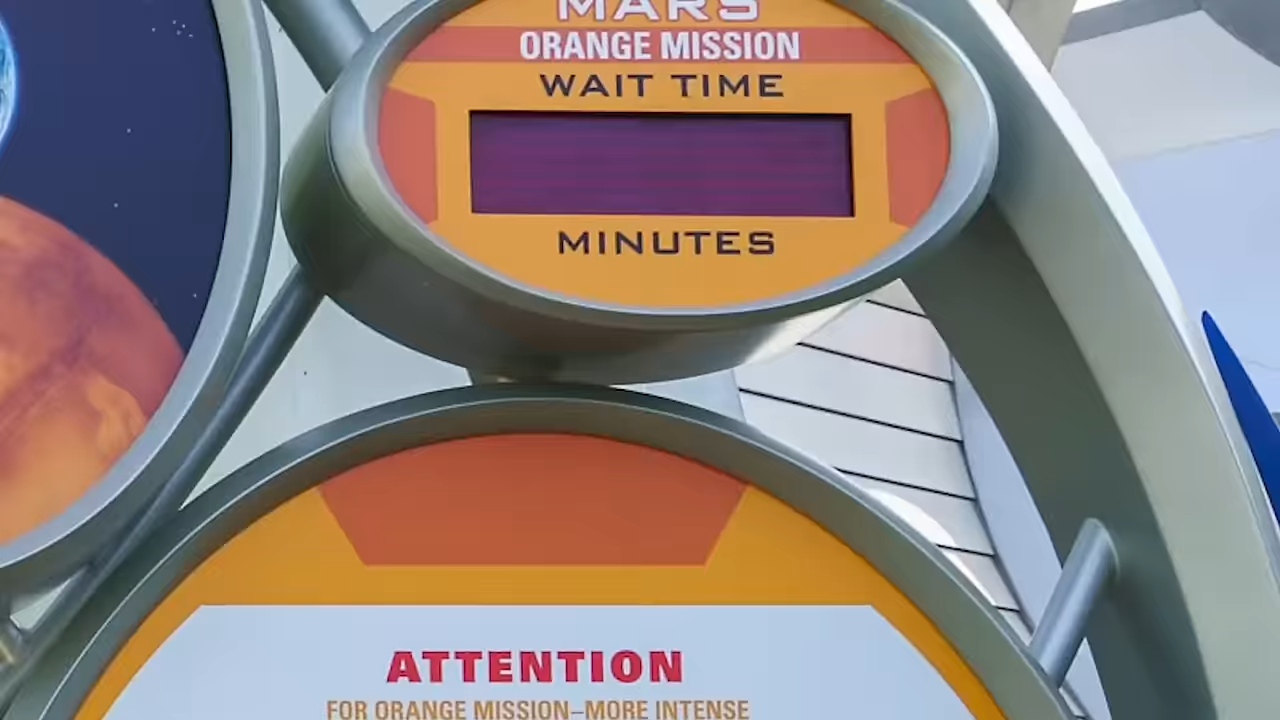 MARS
ORANGE MISSION
WAIT TIME
MINUTES
ATTENTION
FOR ORANGE MISSION–MORE INTENSE